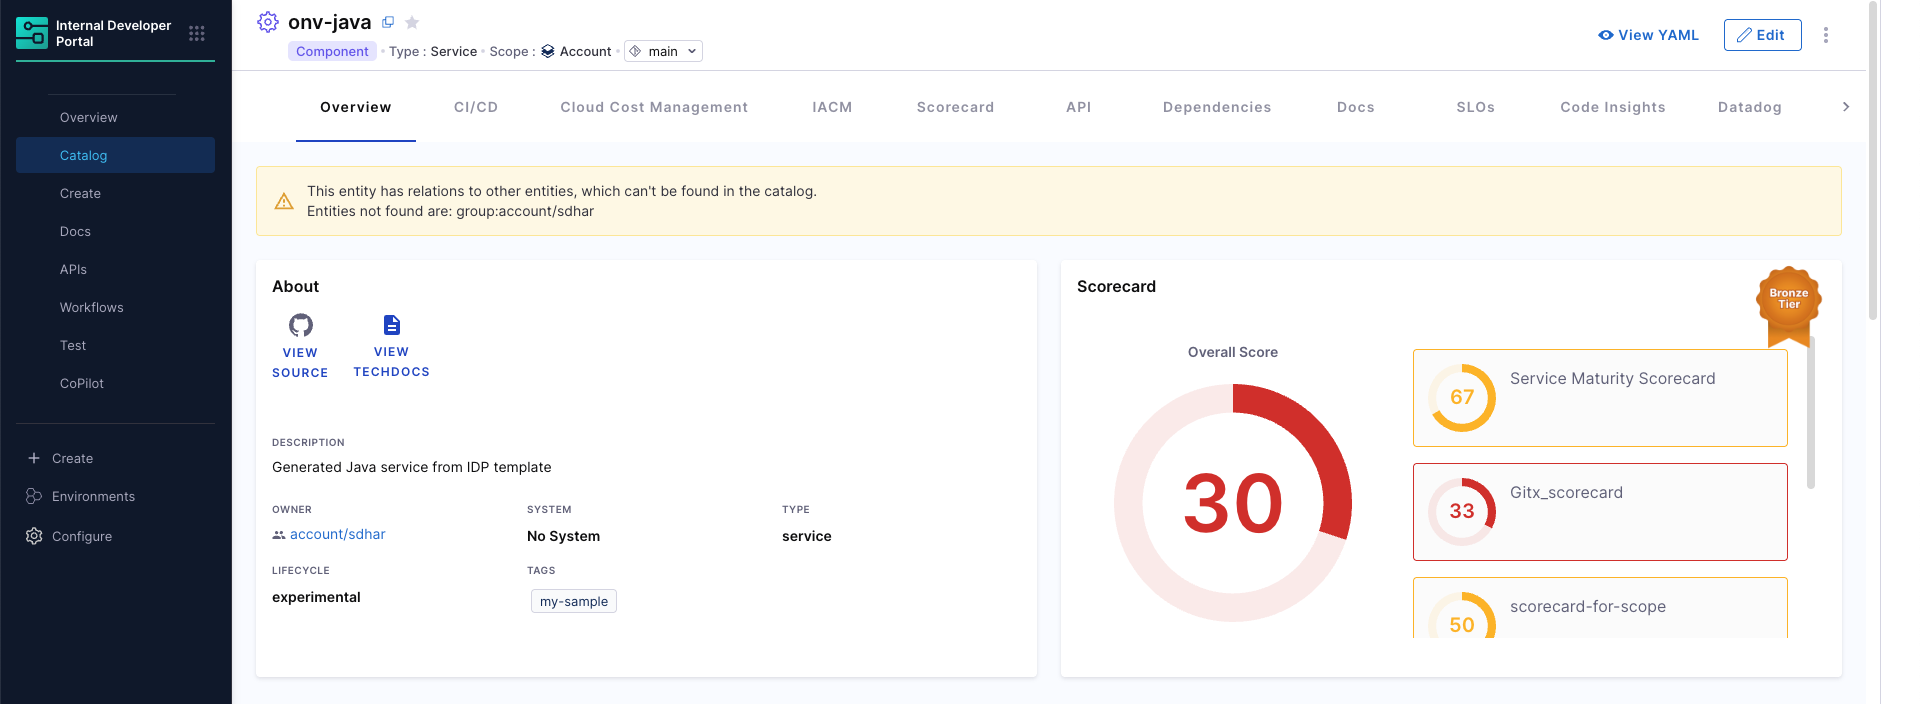 Internal Developer
Portal
Overview
Catalog
Create
Docs
APIs
Workflows
Test
CoPilot
Create
Environments
Configure
onv-java
Component • Type : Service • Scope : Account • main
View YAML
Edit
Overview CI/CD Cloud Cost Management IACM Scorecard API Dependencies Docs SLOs Code Insights Datadog
This entity has relations to other entities, which can't be found in the catalog.
Entities not found are: group:account/sdhar
About
VIEW
SOURCE
VIEW
TECHDOCS
DESCRIPTION
Generated Java service from IDP template
OWNER
account/sdhar
SYSTEM
No System
TYPE
service
LIFECYCLE
experimental
TAGS
my-sample
Scorecard
Bronze
Tier
Overall Score
30
67
Service Maturity Scorecard
33
Gitx_scorecard
50
scorecard-for-scope